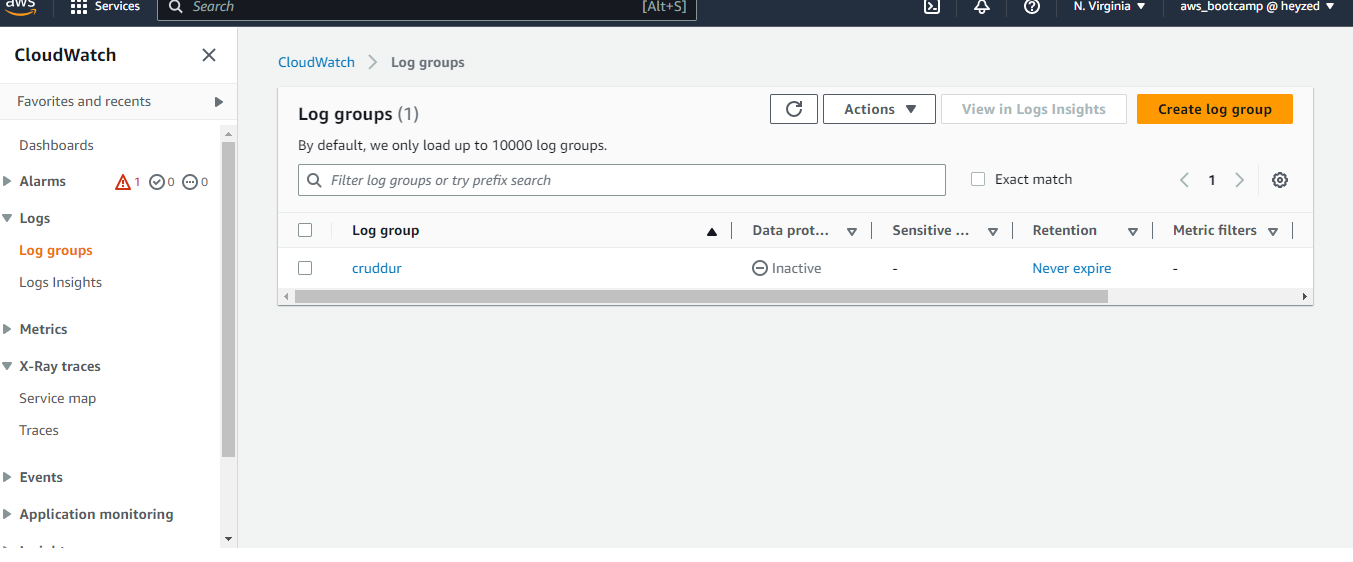 aws
Services
Search
[Alt+S]
N. Virginia
aws_bootcamp @ heyzed
CloudWatch
Favorites and recents
Dashboards
Alarms 1 0 0
Logs
Log groups
Logs Insights
Metrics
X-Ray traces
Service map
Traces
Events
Application monitoring
CloudWatch
Log groups
Log groups (1)
Actions
View in Logs Insights
Create log group
By default, we only load up to 10000 log groups.
Filter log groups or try prefix search
Exact match
1
Log group
Data prot...
Sensitive ...
Retention
Metric filters
cruddur
Inactive
-
Never expire
-